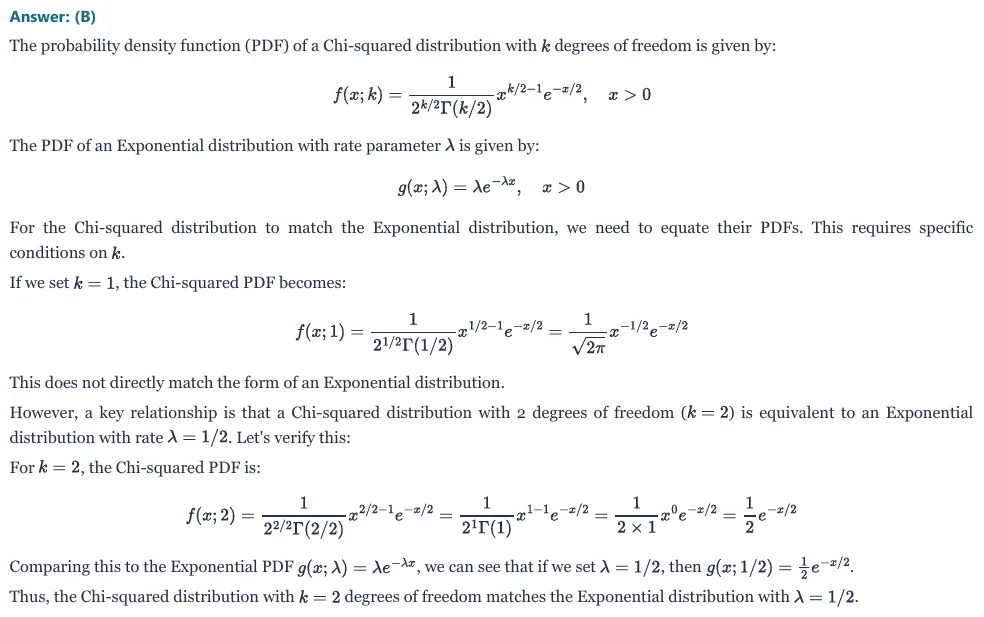 Answer: (B)
The probability density function (PDF) of a Chi-squared distribution with k degrees of freedom is given by:
f(x; k) = \frac{1}{2^{k/2}Γ(k/2)} x^{k/2−1}e^{−x/2}, x > 0
The PDF of an Exponential distribution with rate parameter λ is given by:
g(x; λ) = λe^{−λx}, x > 0
For the Chi-squared distribution to match the Exponential distribution, we need to equate their PDFs. This requires specific
conditions on k.
If we set k = 1, the Chi-squared PDF becomes:
f(x; 1) = \frac{1}{2^{1/2}Γ(1/2)} x^{1/2−1}e^{−x/2} = \frac{1}{\sqrt{2π}} x^{−1/2}e^{−x/2}
This does not directly match the form of an Exponential distribution.
However, a key relationship is that a Chi-squared distribution with 2 degrees of freedom (k = 2) is equivalent to an Exponential
distribution with rate λ = 1/2. Let's verify this:
For k = 2, the Chi-squared PDF is:
f(x; 2) = \frac{1}{2^{2/2}Γ(2/2)} x^{2/2−1}e^{−x/2} = \frac{1}{2^1Γ(1)} x^{1−1}e^{−x/2} = \frac{1}{2 × 1} x^0e^{−x/2} = \frac{1}{2} e^{−x/2}
Comparing this to the Exponential PDF g(x; λ) = λe^{−λx}, we can see that if we set λ = 1/2, then g(x; 1/2) = \frac{1}{2}e^{−x/2}.
Thus, the Chi-squared distribution with k = 2 degrees of freedom matches the Exponential distribution with λ = 1/2.